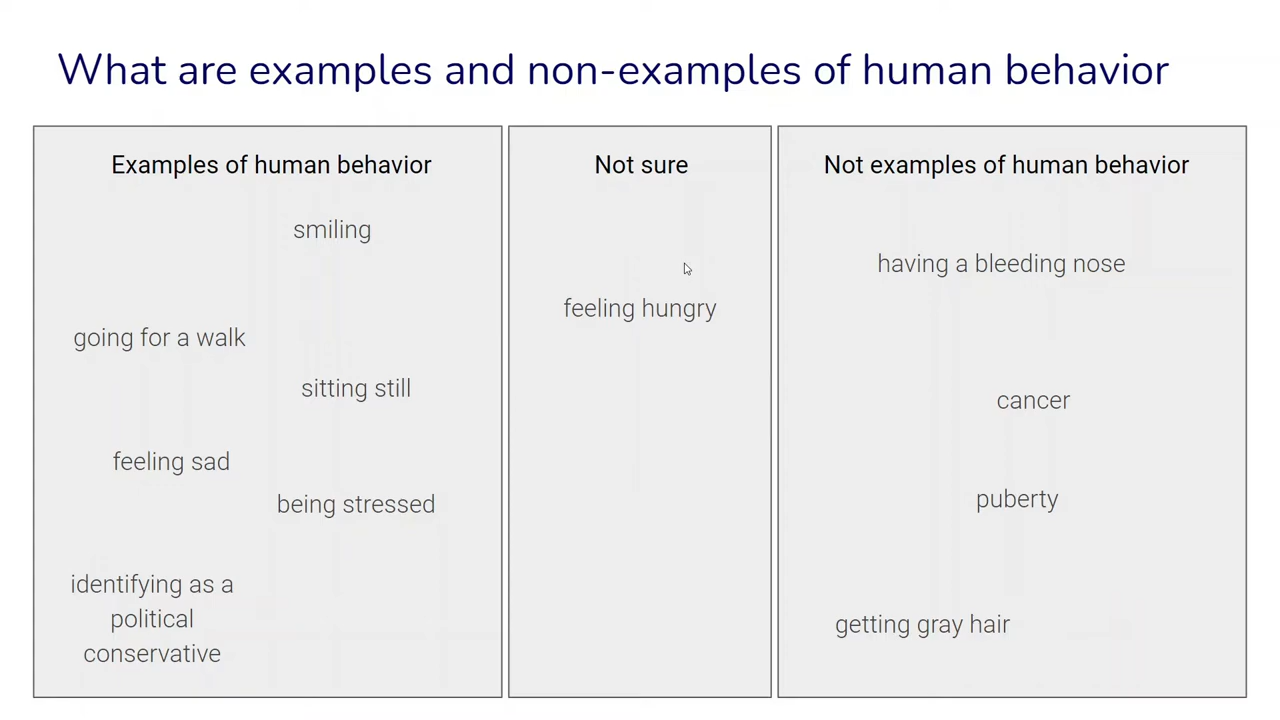 What are examples and non-examples of human behavior
Examples of human behavior
smiling
going for a walk
sitting still
feeling sad
being stressed
identifying as a
political
conservative
Not sure
feeling hungry
Not examples of human behavior
having a bleeding nose
cancer
puberty
getting gray hair